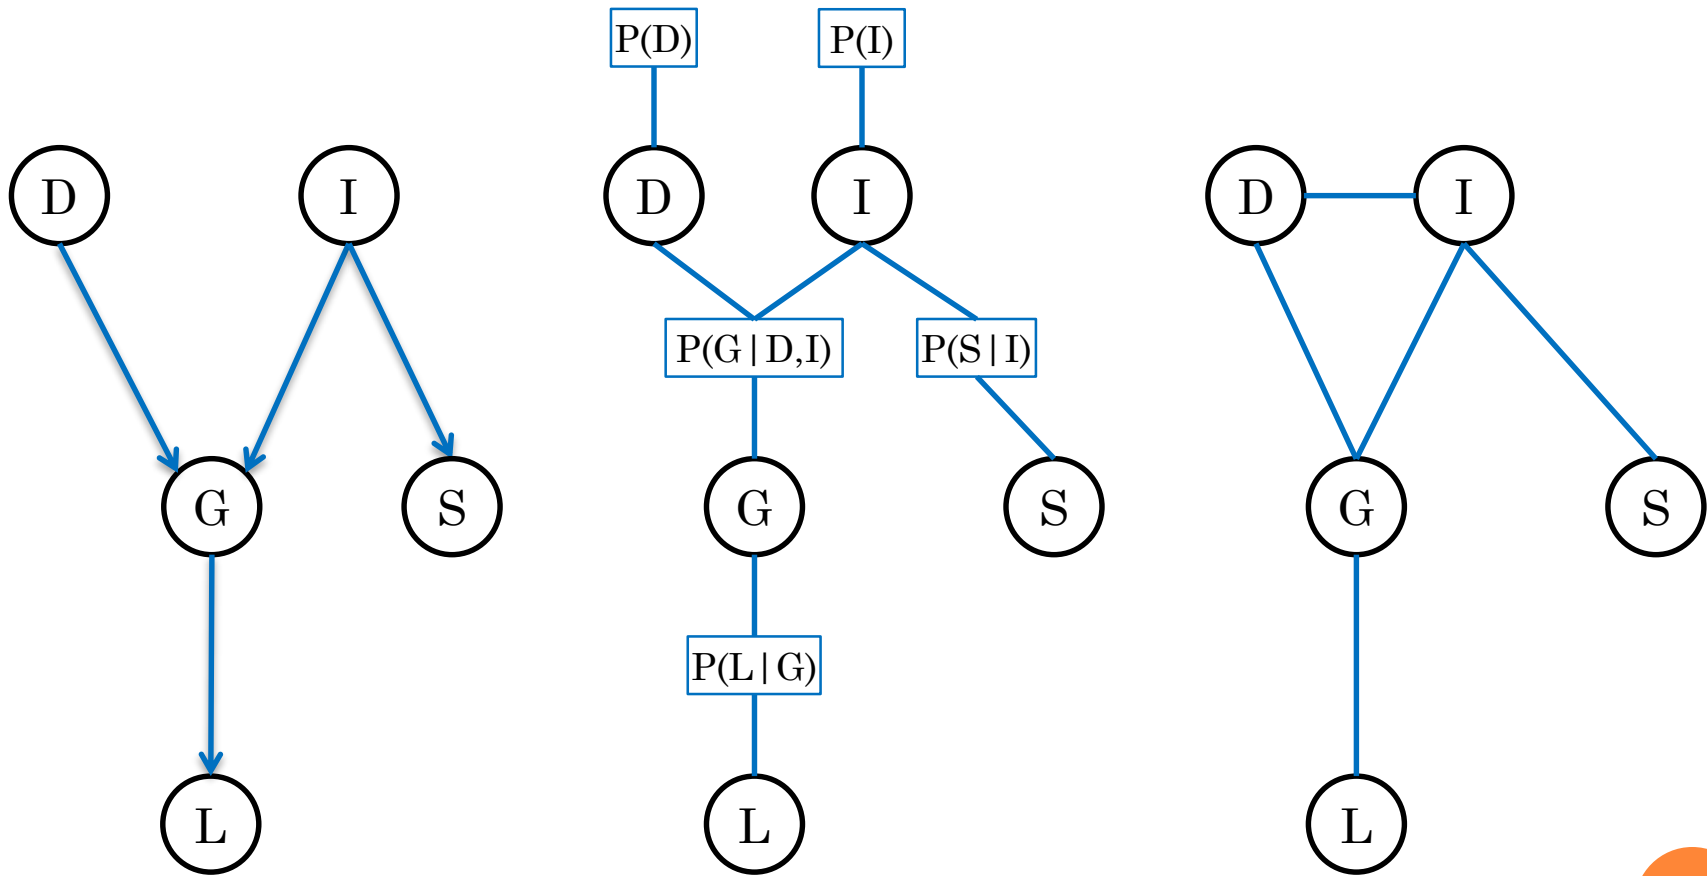 P(D) P(I)
D I D I D I
P(G|D,I) P(S|I)
G S G S G S
P(L|G)
L L L